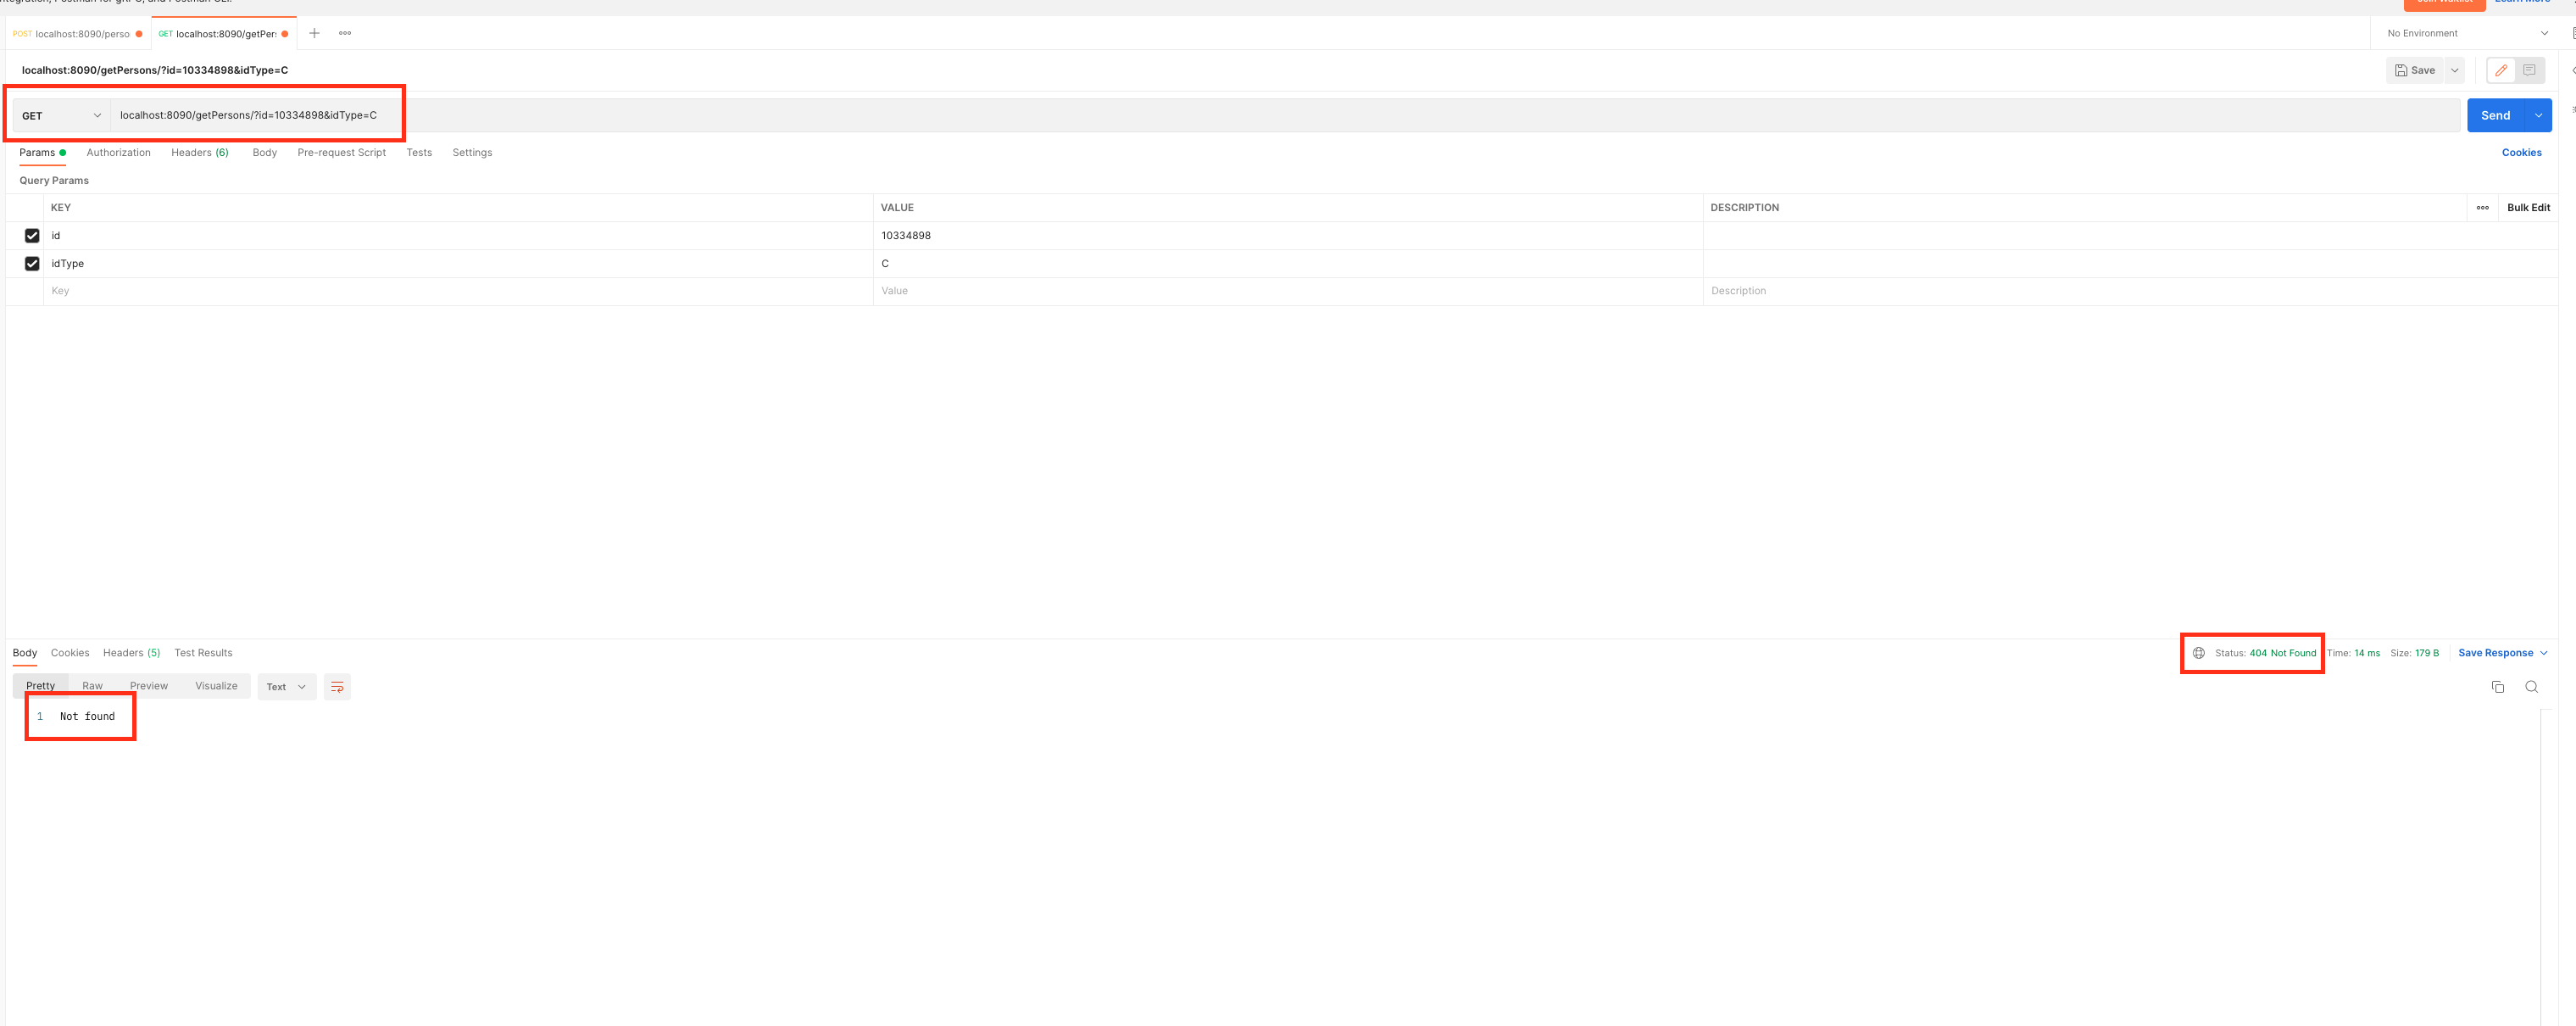 POST localhost:8090/perso GET localhost:8090/getPer: No Environment
localhost:8090/getPersons/?id=10334898&idType=C Save
GET localhost:8090/getPersons/?id=10334898&idType=C Send
Params Authorization Headers (6) Body Pre-request Script Tests Settings Cookies
Query Params
KEY VALUE DESCRIPTION Bulk Edit
id 10334898
idType C
Key Value Description
Body Cookies Headers (5) Test Results Status: 404 Not Found Time: 14 ms Size: 179 B Save Response
Pretty Raw Preview Visualize Text
1 Not found